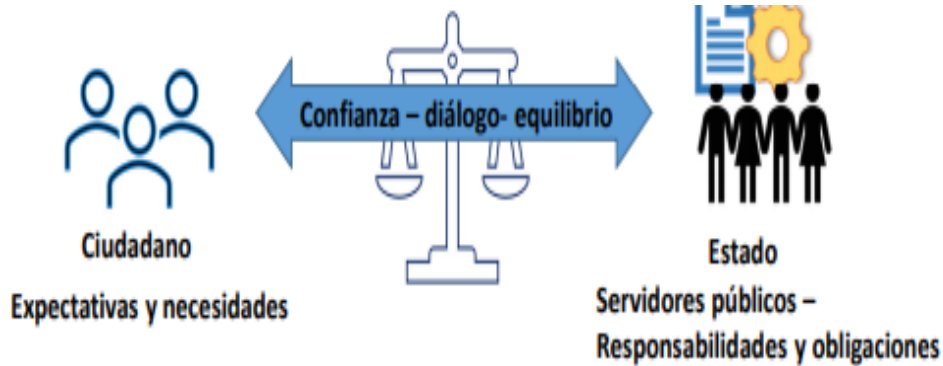 Confianza – diálogo- equilibrio
Ciudadano
Expectativas y necesidades
Estado
Servidores públicos –
Responsabilidades y obligaciones